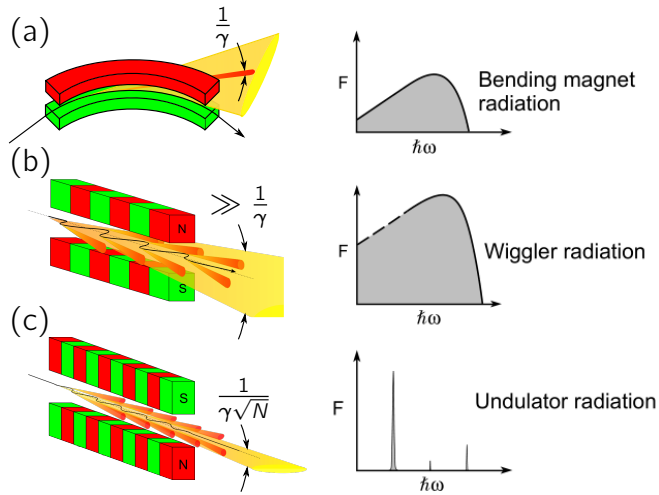 (a)
1/γ
F
ħω
Bending magnet
radiation
(b)
≫ 1/γ
N
S
F
ħω
Wiggler radiation
(c)
1/(γ√N)
S
N
F
ħω
Undulator radiation